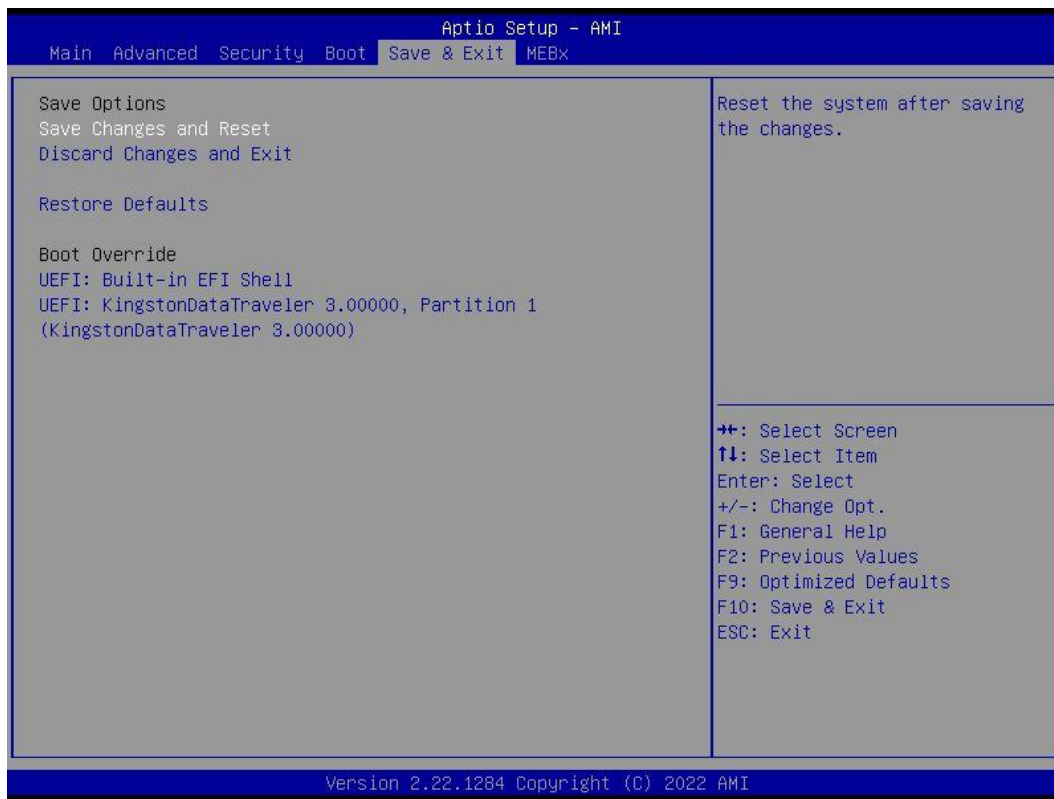 Aptio Setup – AMI
Main Advanced Security Boot Save & Exit MEBx
Save Options
Save Changes and Reset
Discard Changes and Exit
Restore Defaults
Boot Override
UEFI: Built-in EFI Shell
UEFI: KingstonDataTraveler 3.00000, Partition 1
(KingstonDataTraveler 3.00000)
Reset the system after saving
the changes.
→←: Select Screen
↑↓: Select Item
Enter: Select
+/-: Change Opt.
F1: General Help
F2: Previous Values
F9: Optimized Defaults
F10: Save & Exit
ESC: Exit
Version 2.22.1284 Copyright (C) 2022 AMI